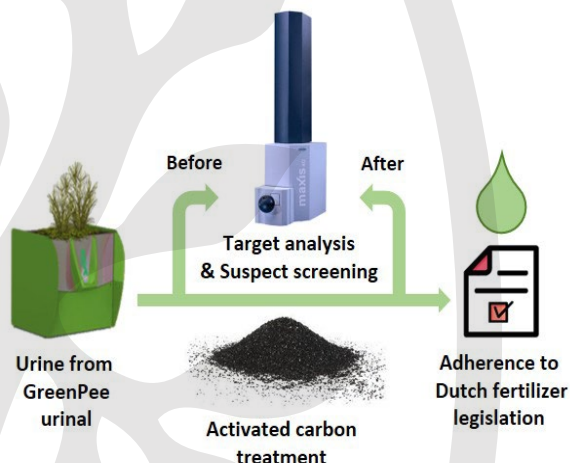 Before
After
maxis
Target analysis
& Suspect screening
Urine from
GreenPee
urinal
Activated carbon
treatment
Adherence to
Dutch fertilizer
legislation